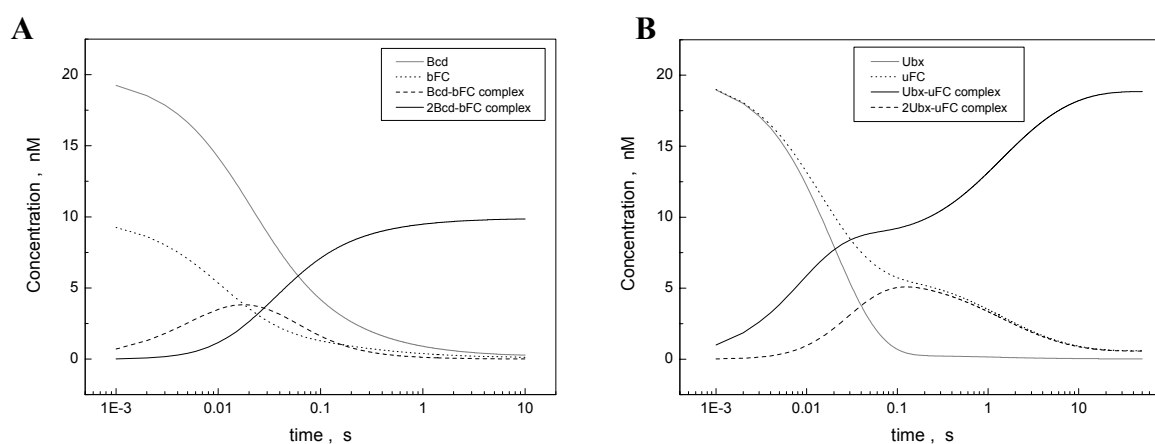 A
B
Bcd
bFC
Bcd-bFC complex
2Bcd-bFC complex
20
15
10
5
0
Concentration , nM
1E-3
0.01
0.1
1
10
time , s
Ubx
uFC
Ubx-uFC complex
2Ubx-uFC complex
20
15
10
5
0
Concentration , nM
1E-3
0.01
0.1
1
10
time , s